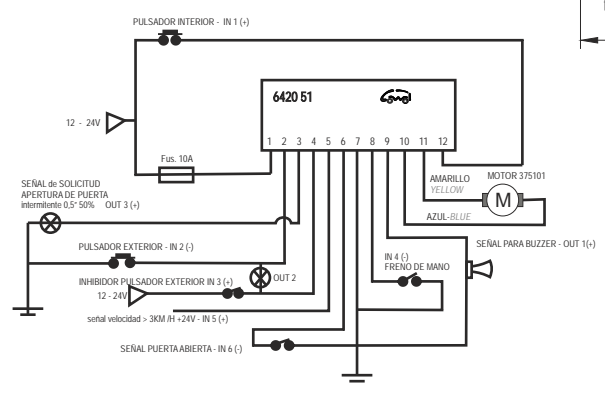 PULSADOR INTERIOR - IN 1 (+)
6420 51
12 - 24V
1 2 3 4 5 6 7 8 9 10 11 12
Fus. 10A
AMARILLO
YELLOW
MOTOR 375101
M
SEÑAL de SOLICITUD
APERTURA DE PUERTA
intermitente 0,5" 50% OUT 3 (+)
AZUL-BLUE
PULSADOR EXTERIOR - IN 2 (-)
SEÑAL PARA BUZZER - OUT 1(+)
IN 4 (-)
FRENO DE MANO
INHIBIDOR PULSADOR EXTERIOR IN 3 (+)
OUT 2
12 - 24V
señal velocidad > 3KM /H +24V - IN 5 (+)
SEÑAL PUERTA ABIERTA - IN 6 (-)